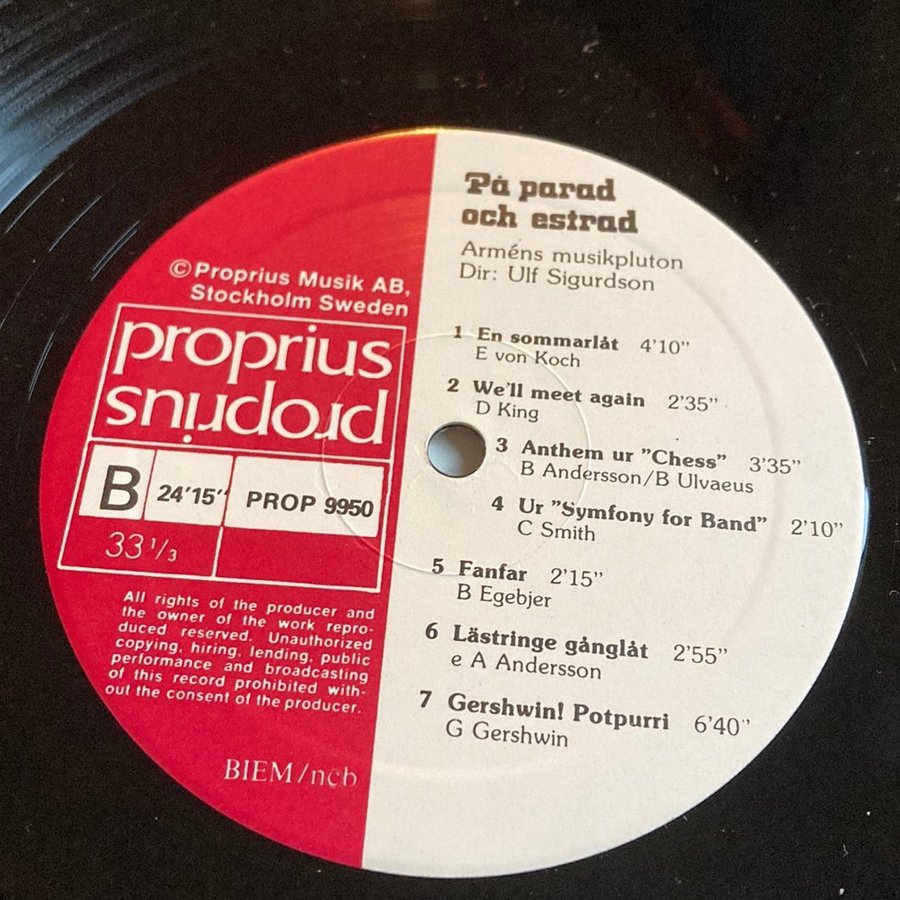 ©Proprius Musik AB,
Stockholm Sweden
proprius
proprius
B 24'15" PROP 9950
33 1/3
All rights of the producer and
the owner of the work repro-
duced reserved. Unauthorized
copying, hiring, lending, public
performance and broadcasting
of this record prohibited with-
out the consent of the producer.
BIEM/ncb
På parad
och estrad
Arméns musikpluton
Dir: Ulf Sigurdson
1 En sommarlåt 4'10"
E von Koch
2 We'll meet again 2'35"
D King
3 Anthem ur "Chess" 3'35"
B Andersson/B Ulvaeus
4 Ur "Symfony for Band" 2'10"
C Smith
5 Fanfar 2'15"
B Egebjer
6 Lästringe gånglåt 2'55"
e A Andersson
7 Gershwin! Potpurri 6'40"
G Gershwin